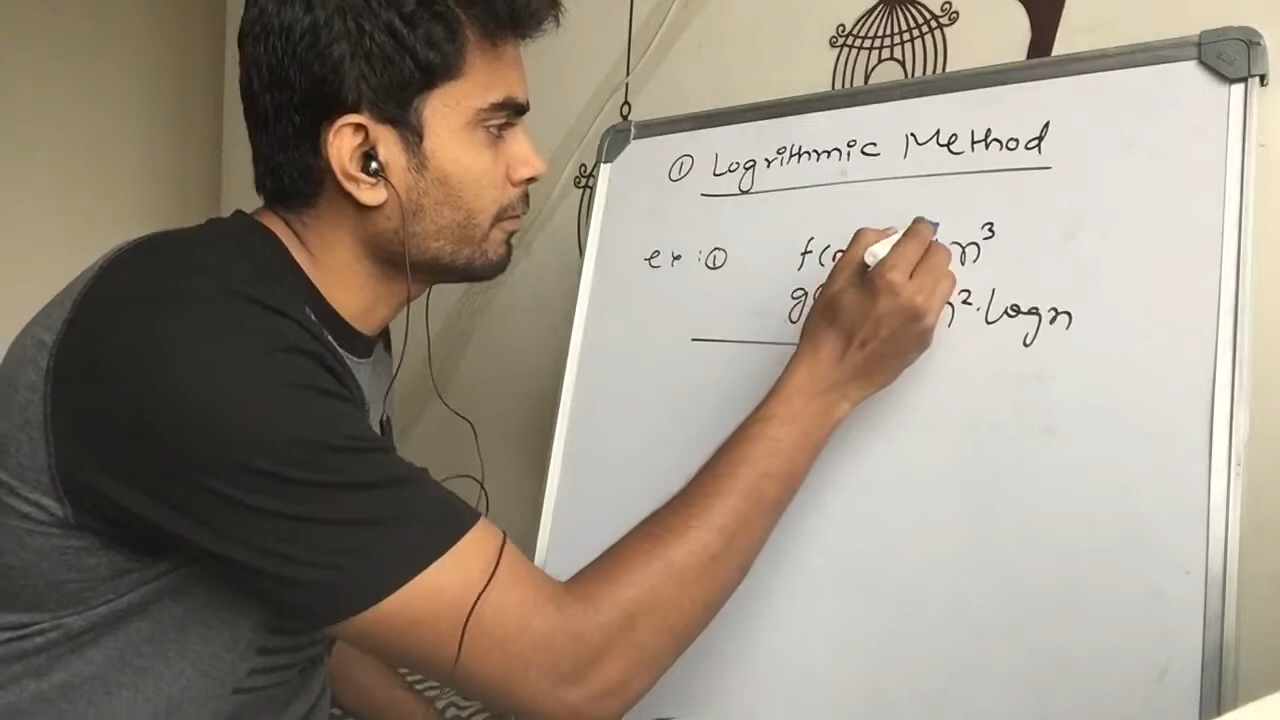 ① Logrithmic Method
ex :① f(n n³
g n².logn